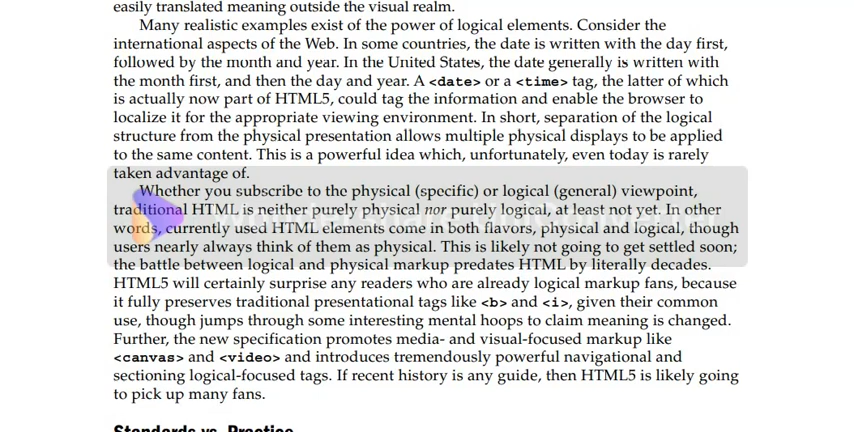 easily translated meaning outside the visual realm.
Many realistic examples exist of the power of logical elements. Consider the
international aspects of the Web. In some countries, the date is written with the day first,
followed by the month and year. In the United States, the date generally is written with
the month first, and then the day and year. A <date> or a <time> tag, the latter of which
is actually now part of HTML5, could tag the information and enable the browser to
localize it for the appropriate viewing environment. In short, separation of the logical
structure from the physical presentation allows multiple physical displays to be applied
to the same content. This is a powerful idea which, unfortunately, even today is rarely
taken advantage of.
Whether you subscribe to the physical (specific) or logical (general) viewpoint,
traditional HTML is neither purely physical nor purely logical, at least not yet. In other
words, currently used HTML elements come in both flavors, physical and logical, though
users nearly always think of them as physical. This is likely not going to get settled soon;
the battle between logical and physical markup predates HTML by literally decades.
HTML5 will certainly surprise any readers who are already logical markup fans, because
it fully preserves traditional presentational tags like <b> and <i>, given their common
use, though jumps through some interesting mental hoops to claim meaning is changed.
Further, the new specification promotes media- and visual-focused markup like
<canvas> and <video> and introduces tremendously powerful navigational and
sectioning logical-focused tags. If recent history is any guide, then HTML5 is likely going
to pick up many fans.
Standards vs. Practice